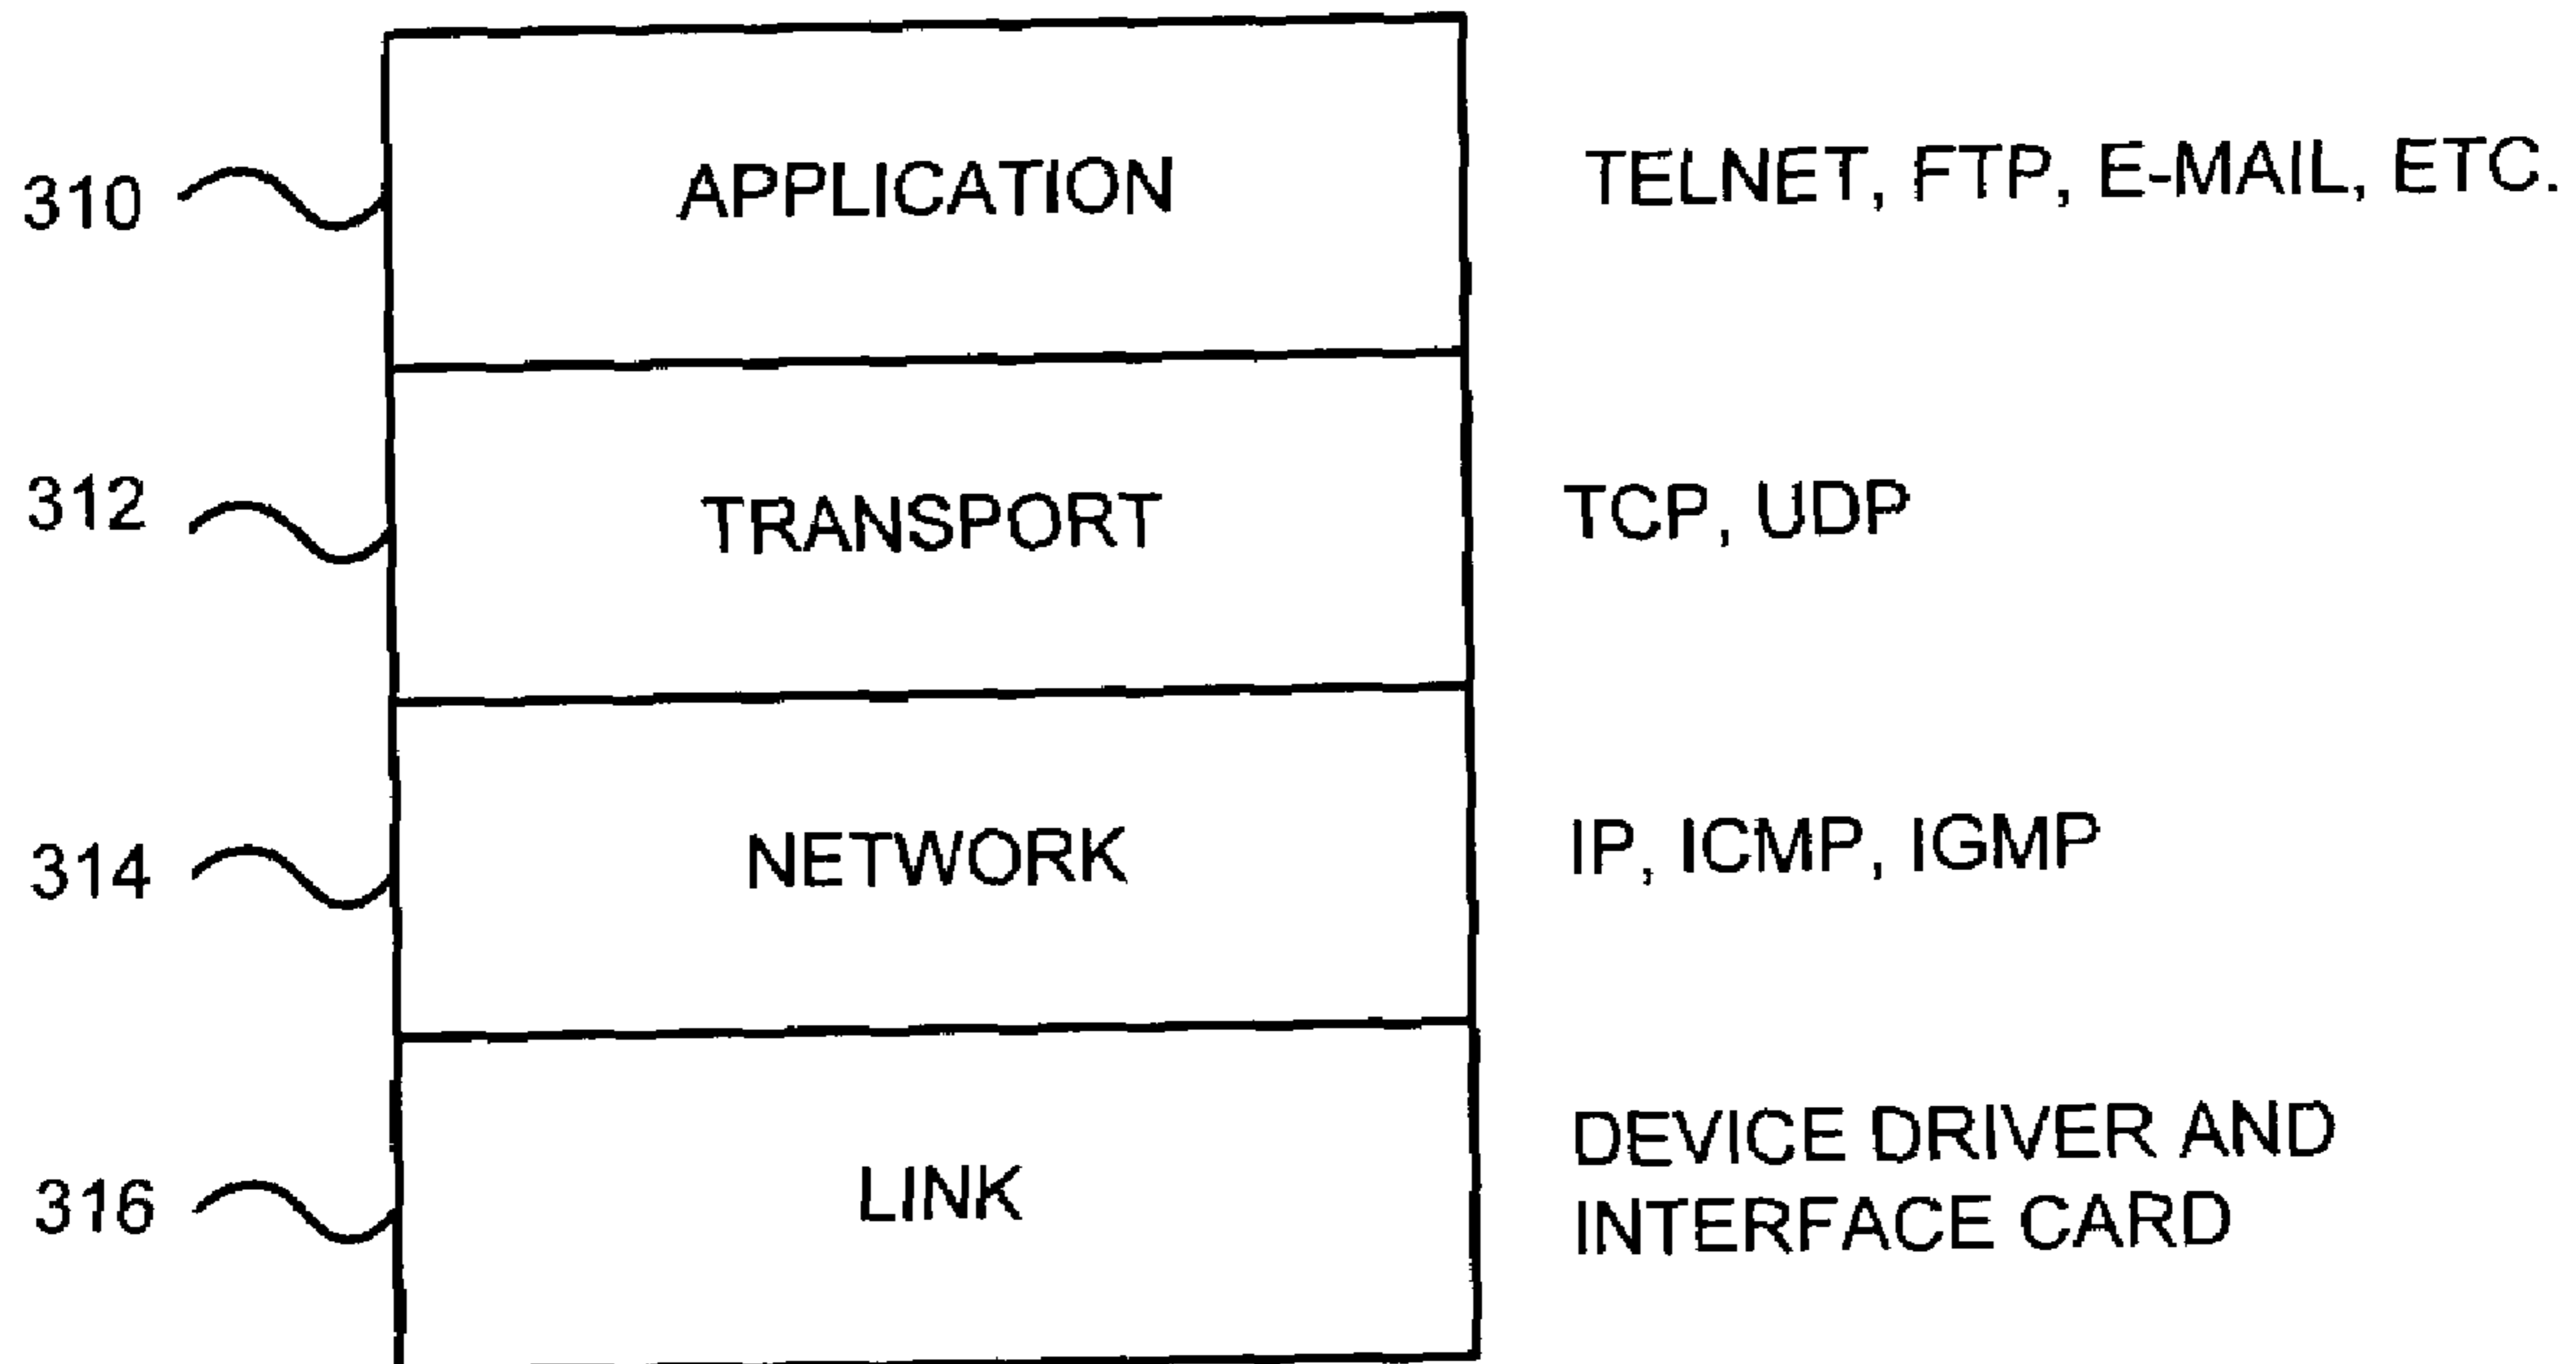 310 APPLICATION TELNET, FTP, E-MAIL, ETC.
312 TRANSPORT TCP, UDP
314 NETWORK IP, ICMP, IGMP
316 LINK DEVICE DRIVER AND
INTERFACE CARD